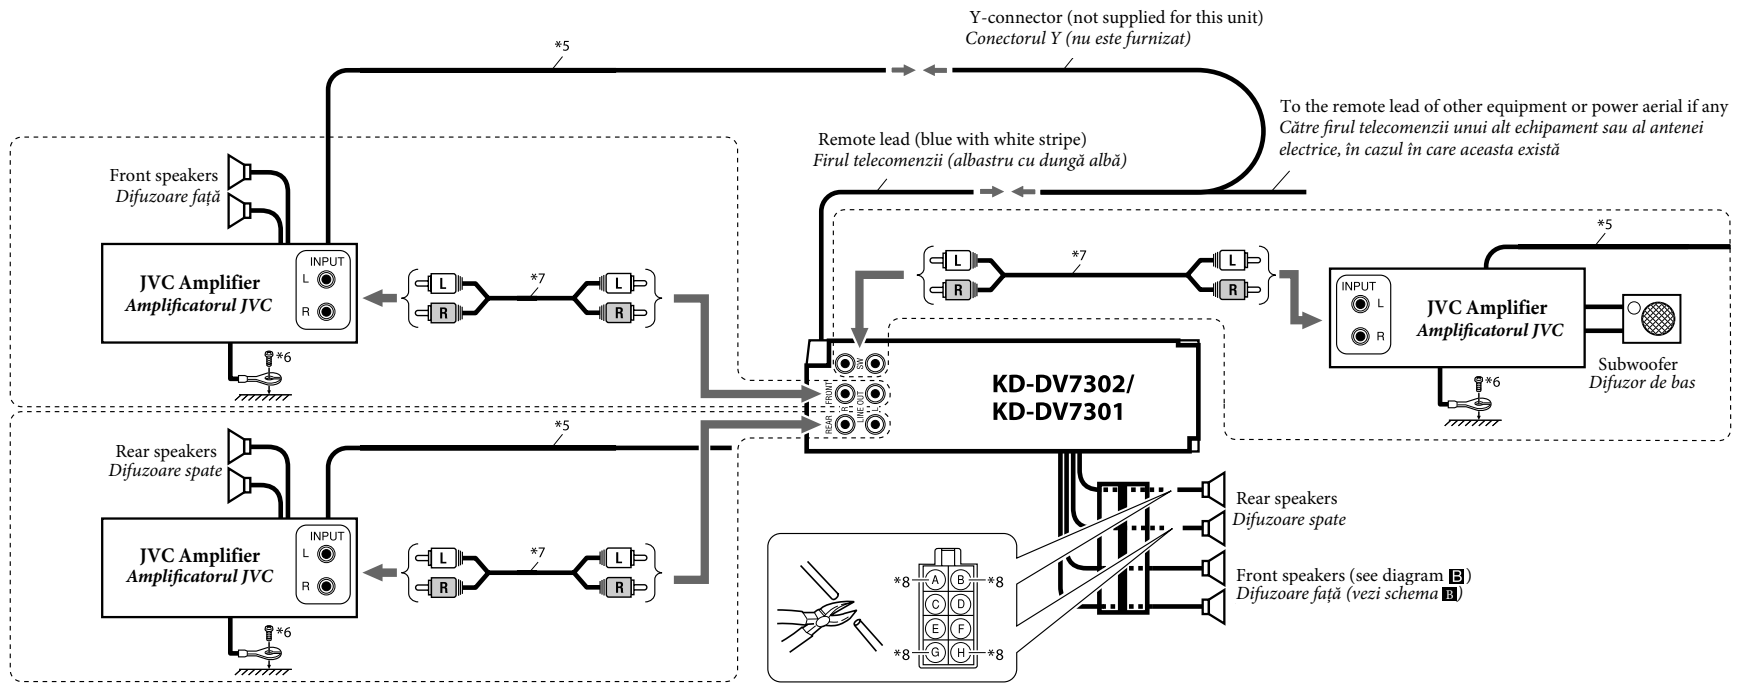 Y-connector (not supplied for this unit)
Conectorul Y (nu este furnizat)
*5
To the remote lead of other equipment or power aerial if any
Către firul telecomenzii unui alt echipament sau al antenei
electrice, în cazul în care aceasta există
Remote lead (blue with white stripe)
Firul telecomenzii (albastru cu dungă albă)
Front speakers
Difuzoare faţă
JVC Amplifier
Amplificatorul JVC
INPUT
L
R
*6
L
R
*7
L
R
L
R
*7
L
R
*5
INPUT
L
R
JVC Amplifier
Amplificatorul JVC
Subwoofer
Difuzor de bas
*6
SW
FRONT
REAR
LINE OUT
R
L
KD-DV7302/
KD-DV7301
Rear speakers
Difuzoare spate
*5
JVC Amplifier
Amplificatorul JVC
INPUT
L
R
*6
L
R
*7
L
R
*8 A B *8
C D
E F
*8 G H *8
Rear speakers
Difuzoare spate
Front speakers (see diagram B)
Difuzoare faţă (vezi schema B)